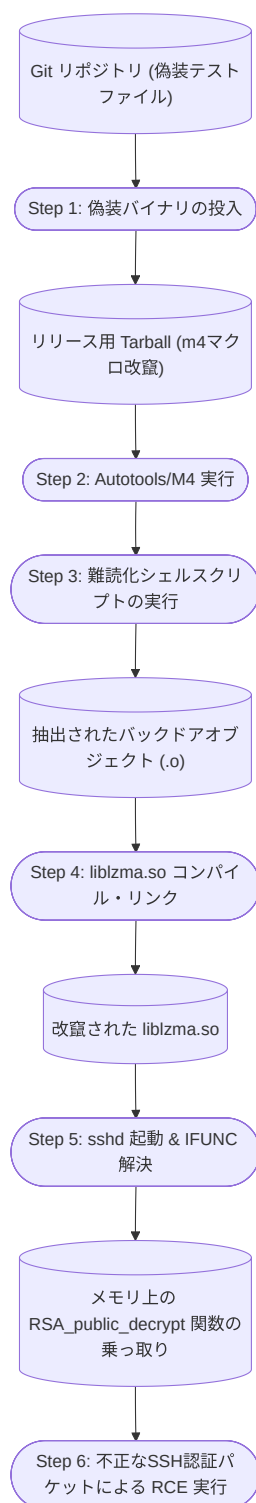 Git リポジトリ (偽装テスト
ファイル)
Step 1: 偽装バイナリの投入
リリース用 Tarball (m4マク
ロ改竄)
Step 2: Autotools/M4 実行
Step 3: 難読化シェルスクリ
プトの実行
抽出されたバックドアオブ
ジェクト (.o)
Step 4: liblzma.so コンパイ
ル・リンク
改竄された liblzma.so
Step 5: sshd 起動 & IFUNC
解決
メモリ上の
RSA_public_decrypt 関数の
乗っ取り
Step 6: 不正なSSH認証パ
ケットによる RCE 実行